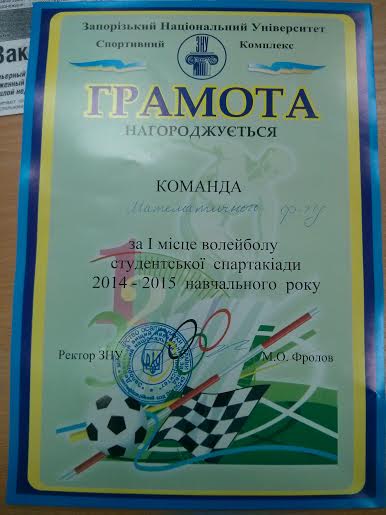 Запорізький Національний Університет
Спортивний ЗНУ Комплекс
ГРАМОТА
НАГОРОДЖУЄТЬСЯ
КОМАНДА
Математичного ф-ту
за І місце волейболу
студентської спартакіади
2014 - 2015 навчального року
Ректор ЗНУ М.О. Фролов
Зак